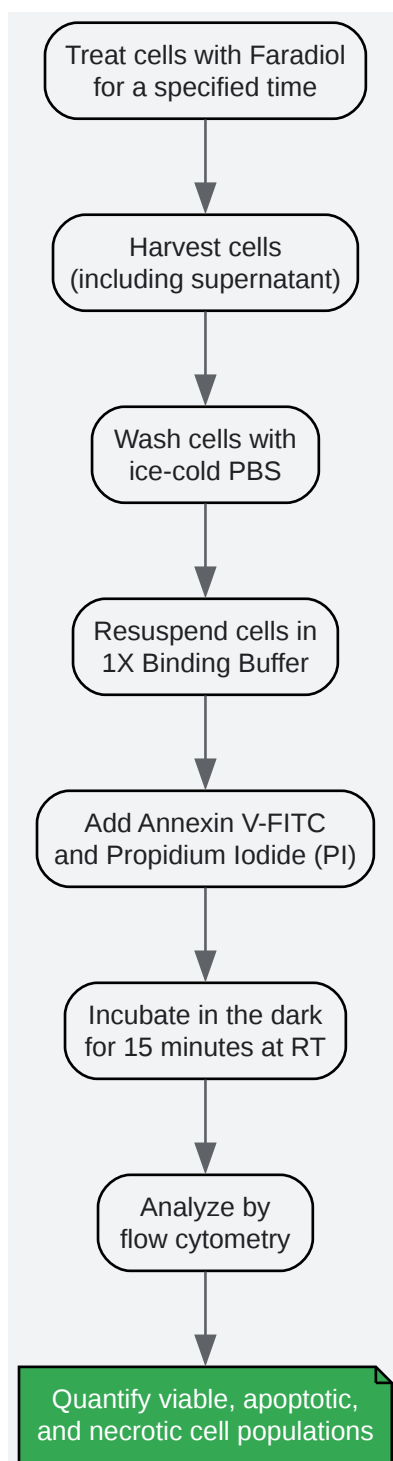 Treat cells with Faradiol
for a specified time
Harvest cells
(including supernatant)
Wash cells with
ice-cold PBS
Resuspend cells in
1X Binding Buffer
Add Annexin V-FITC
and Propidium Iodide (PI)
Incubate in the dark
for 15 minutes at RT
Analyze by
flow cytometry
Quantify viable, apoptotic,
and necrotic cell populations